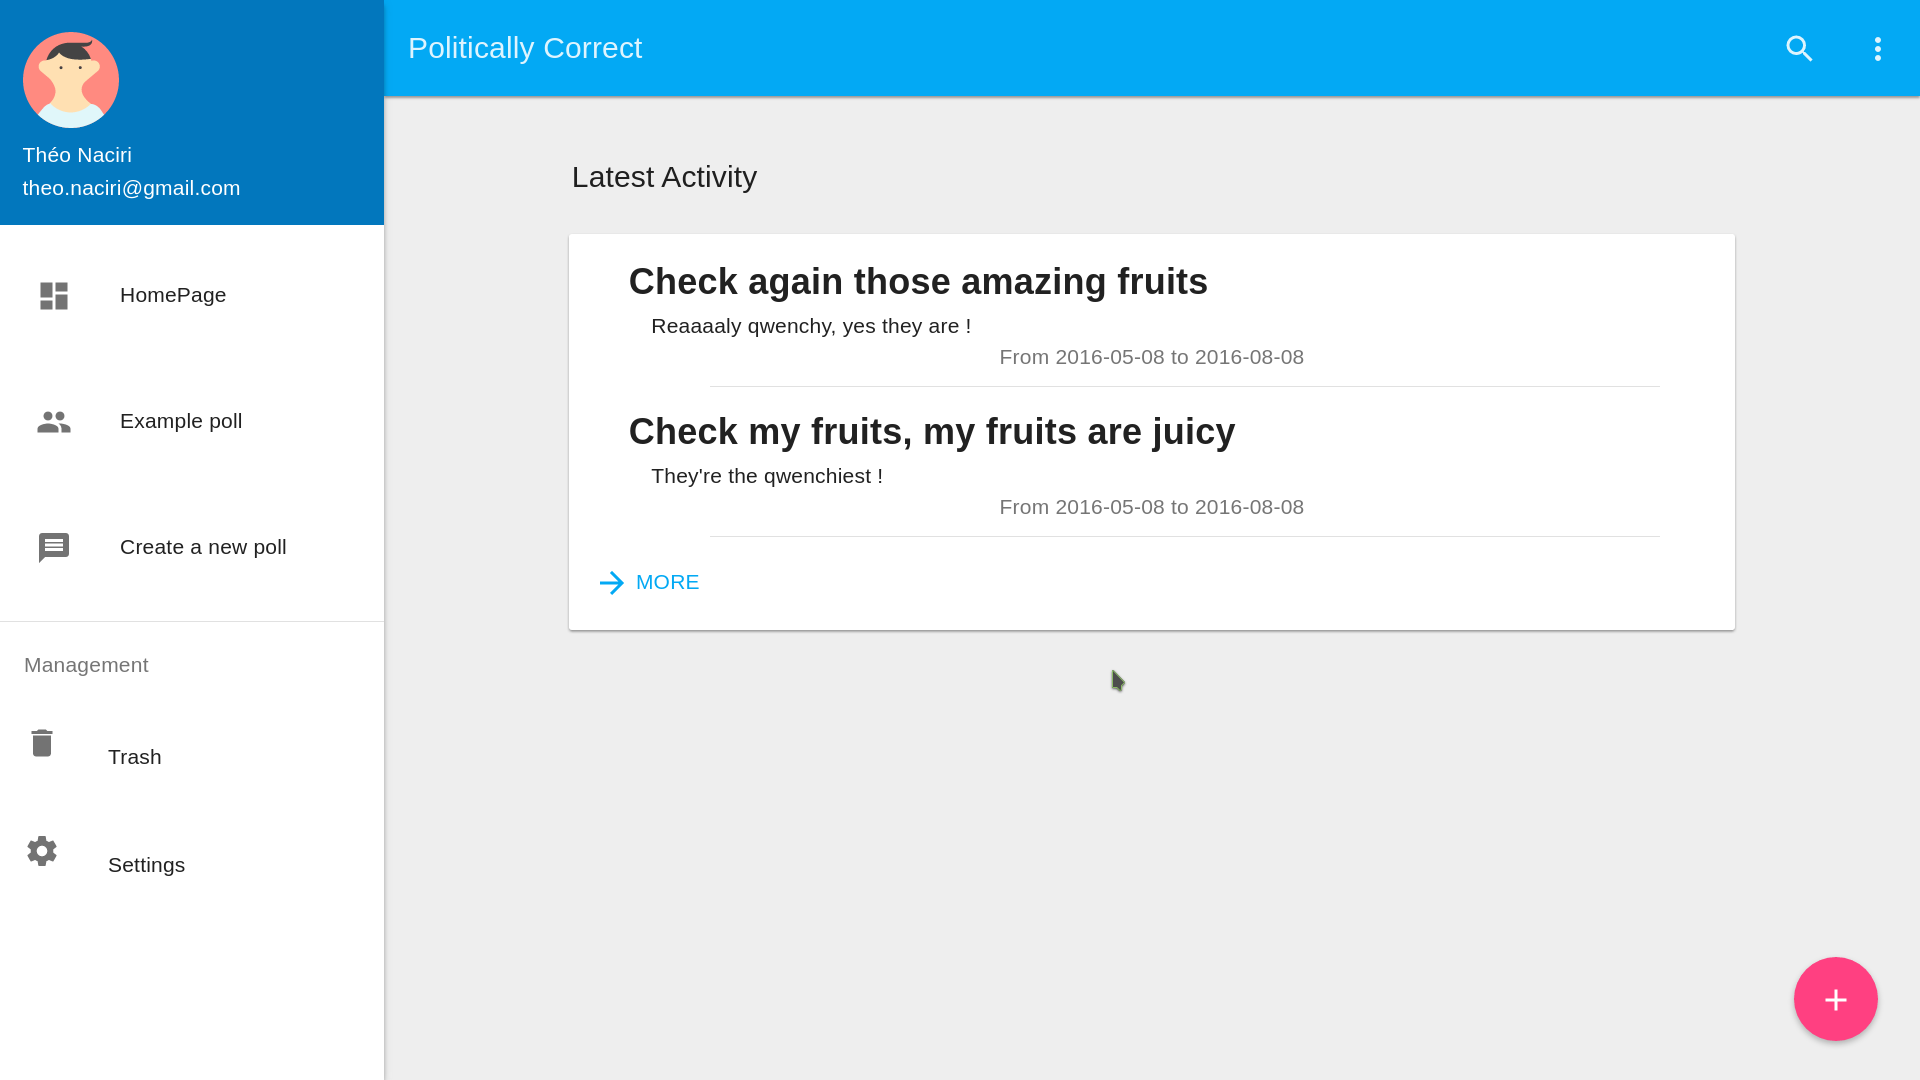 Politically Correct
Théo Naciri
theo.naciri@gmail.com
HomePage
Example poll
Create a new poll
Management
Trash
Settings
Latest Activity
Check again those amazing fruits
Reaaaaly qwenchy, yes they are !
From 2016-05-08 to 2016-08-08
Check my fruits, my fruits are juicy
They're the qwenchiest !
From 2016-05-08 to 2016-08-08
MORE